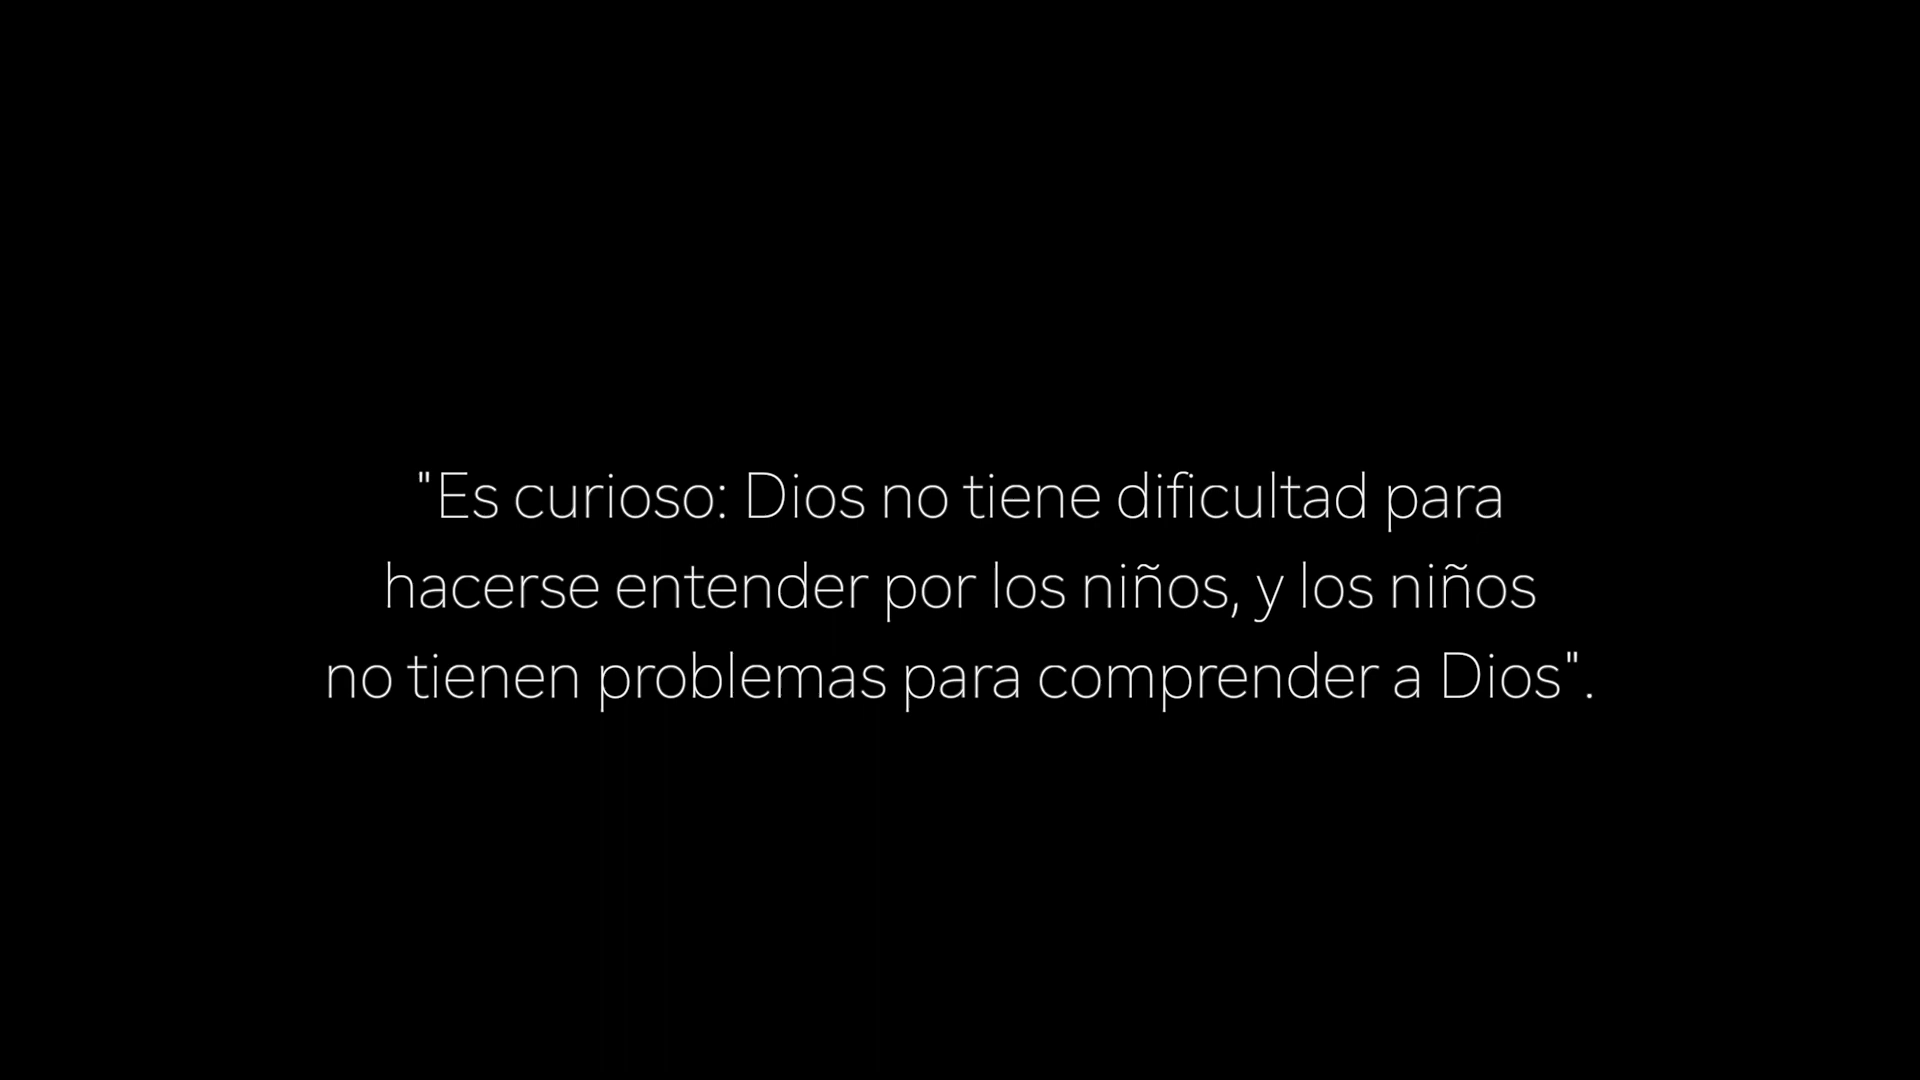 "Es curioso: Dios no tiene dificultad para
hacerse entender por los niños, y los niños
no tienen problemas para comprender a Dios".